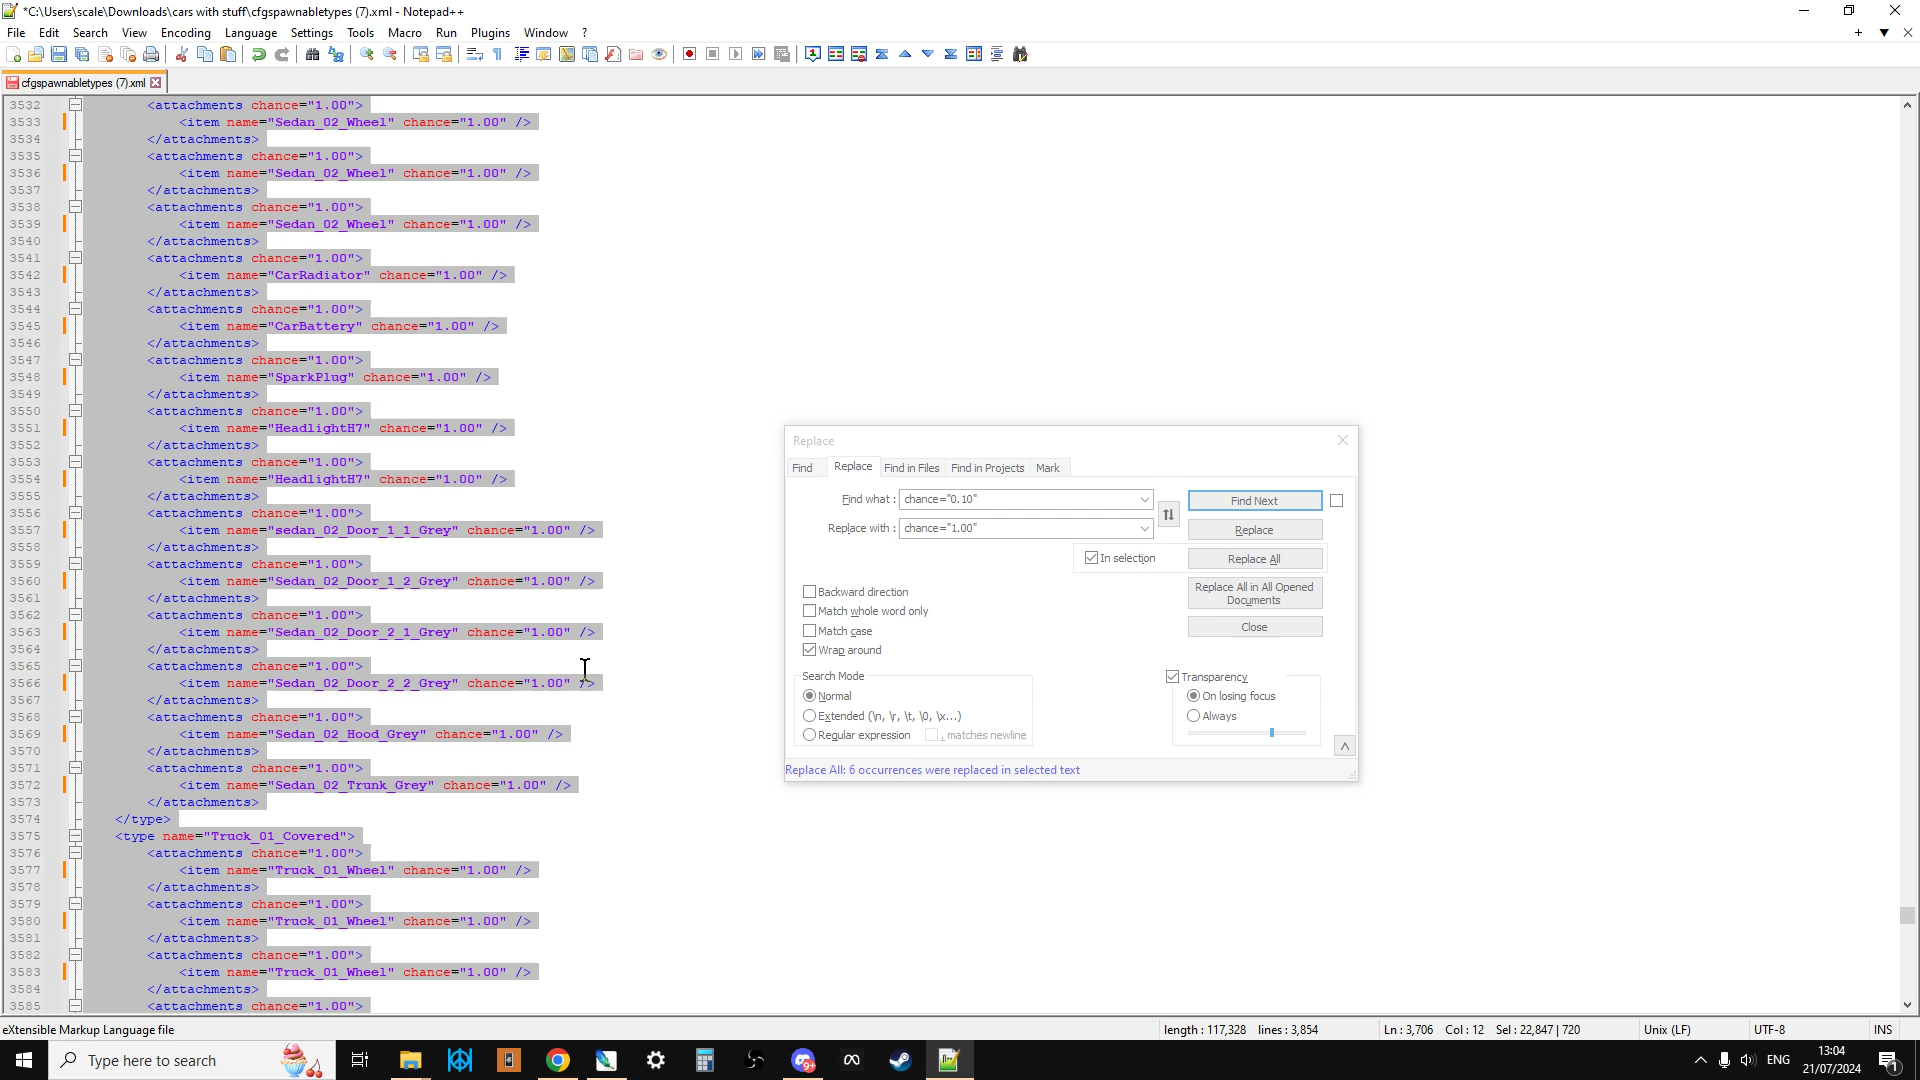 *C:\Users\scale\Downloads\cars with stuff\cfgspawnabletypes (7).xml - Notepad++
File Edit Search View Encoding Language Settings Tools Macro Run Plugins Window ?
cfgspawnabletypes (7).xml
3532 <attachments chance="1.00">
3533 <item name="Sedan_02_Wheel" chance="1.00" />
3534 </attachments>
3535 <attachments chance="1.00">
3536 <item name="Sedan_02_Wheel" chance="1.00" />
3537 </attachments>
3538 <attachments chance="1.00">
3539 <item name="Sedan_02_Wheel" chance="1.00" />
3540 </attachments>
3541 <attachments chance="1.00">
3542 <item name="CarRadiator" chance="1.00" />
3543 </attachments>
3544 <attachments chance="1.00">
3545 <item name="CarBattery" chance="1.00" />
3546 </attachments>
3547 <attachments chance="1.00">
3548 <item name="SparkPlug" chance="1.00" />
3549 </attachments>
3550 <attachments chance="1.00">
3551 <item name="HeadlightH7" chance="1.00" />
3552 </attachments>
3553 <attachments chance="1.00">
3554 <item name="HeadlightH7" chance="1.00" />
3555 </attachments>
3556 <attachments chance="1.00">
3557 <item name="sedan_02_Door_1_1_Grey" chance="1.00" />
3558 </attachments>
3559 <attachments chance="1.00">
3560 <item name="Sedan_02_Door_1_2_Grey" chance="1.00" />
3561 </attachments>
3562 <attachments chance="1.00">
3563 <item name="Sedan_02_Door_2_1_Grey" chance="1.00" />
3564 </attachments>
3565 <attachments chance="1.00">
3566 <item name="Sedan_02_Door_2_2_Grey" chance="1.00" />
3567 </attachments>
3568 <attachments chance="1.00">
3569 <item name="Sedan_02_Hood_Grey" chance="1.00" />
3570 </attachments>
3571 <attachments chance="1.00">
3572 <item name="Sedan_02_Trunk_Grey" chance="1.00" />
3573 </attachments>
3574 </type>
3575 <type name="Truck_01_Covered">
3576 <attachments chance="1.00">
3577 <item name="Truck_01_Wheel" chance="1.00" />
3578 </attachments>
3579 <attachments chance="1.00">
3580 <item name="Truck_01_Wheel" chance="1.00" />
3581 </attachments>
3582 <attachments chance="1.00">
3583 <item name="Truck_01_Wheel" chance="1.00" />
3584 </attachments>
3585 <attachments chance="1.00">
Replace
Find Replace Find in Files Find in Projects Mark
Find what : chance="0.10" Find Next
Replace with : chance="1.00" Replace
In selection Replace All
Backward direction Replace All in All Opened Documents
Match whole word only
Match case Close
Wrap around
Search Mode Transparency
Normal On losing focus
Extended (\n, \r, \t, \0, \x...) Always
Regular expression . matches newline
Replace All: 6 occurrences were replaced in selected text
eXtensible Markup Language file length : 117,328 lines : 3,854 Ln : 3,706 Col : 12 Sel : 22,847 | 720 Unix (LF) UTF-8 INS
Type here to search 9+ ENG 13:04 21/07/2024 1